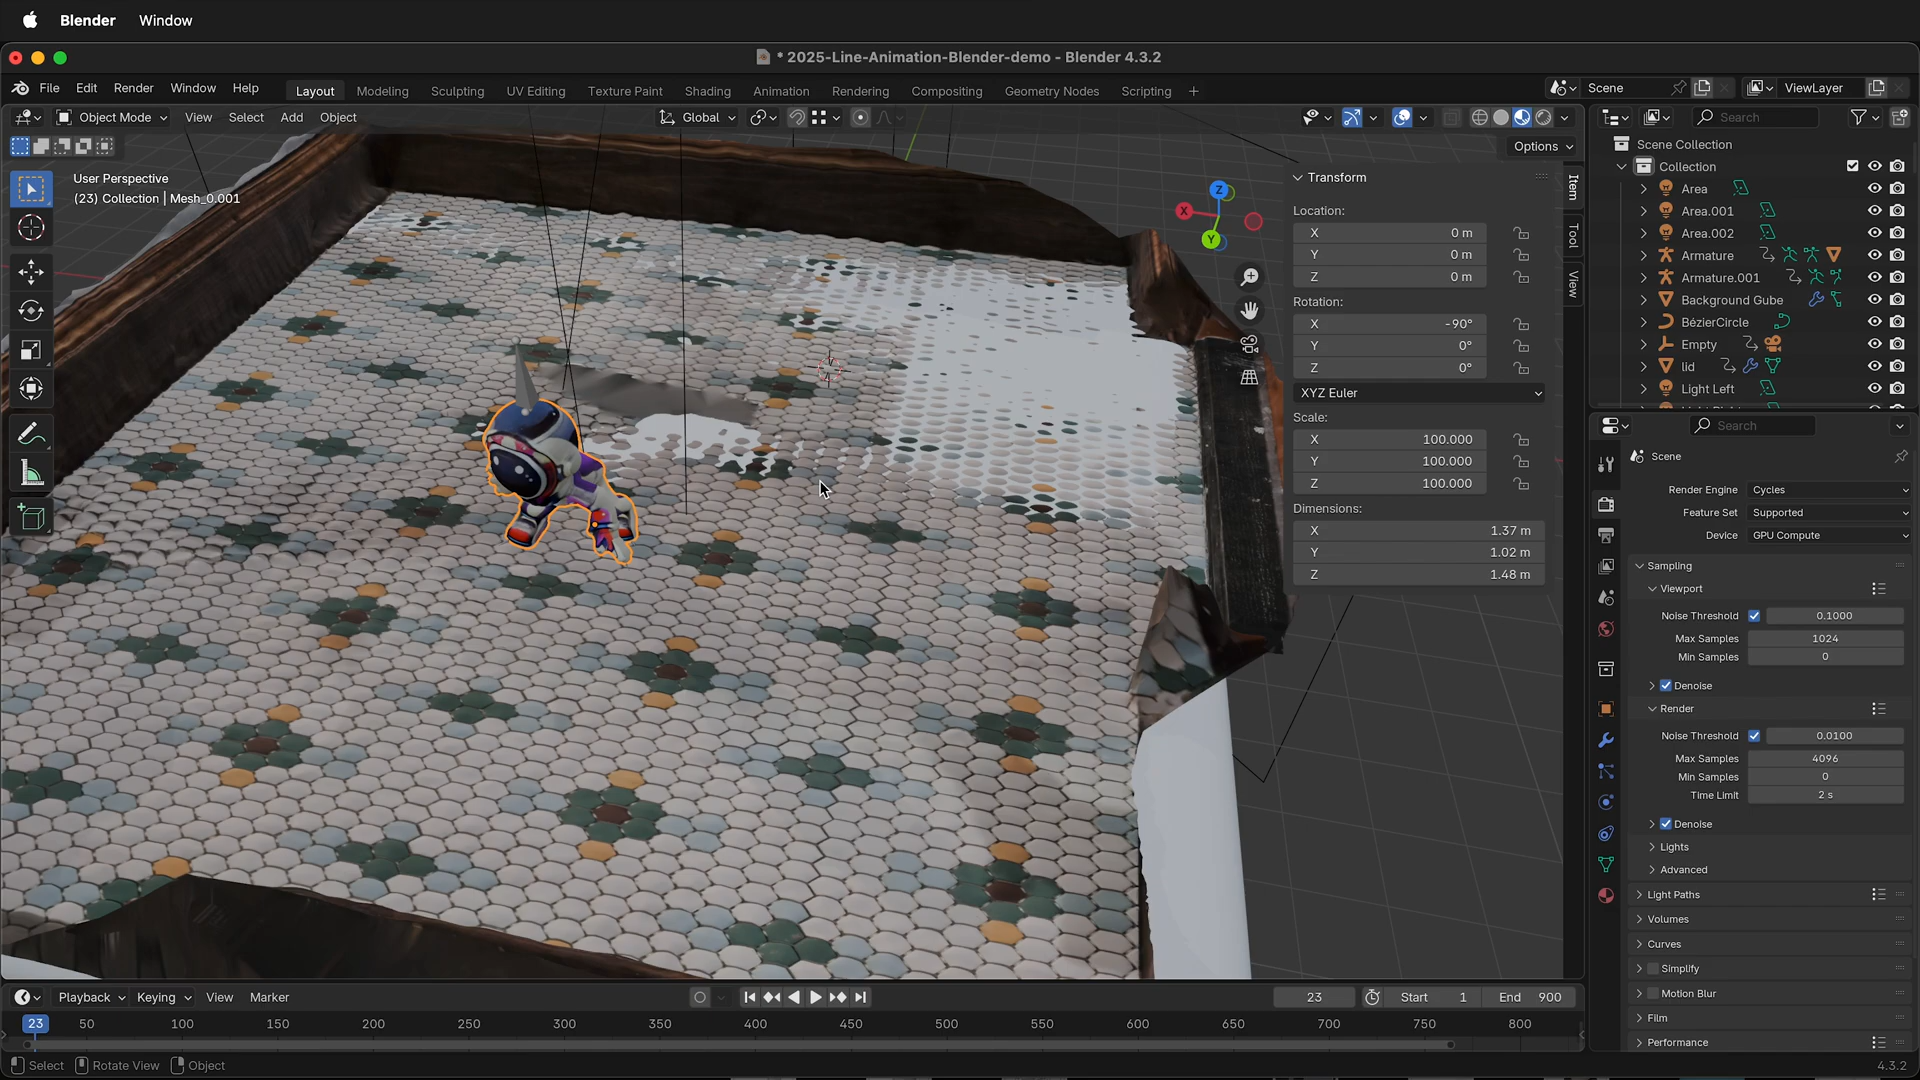 Blender Window
* 2025-Line-Animation-Blender-demo - Blender 4.3.2
File Edit Render Window Help Layout Modeling Sculpting UV Editing Texture Paint Shading Animation Rendering Compositing Geometry Nodes Scripting + Scene ViewLayer
Object Mode View Select Add Object Global Search
Options
User Perspective
(23) Collection | Mesh_0.001
Z
X
Y
Item
Tool
View
Transform
Location:
X 0 m
Y 0 m
Z 0 m
Rotation:
X -90°
Y 0°
Z 0°
XYZ Euler
Scale:
X 100.000
Y 100.000
Z 100.000
Dimensions:
X 1.37 m
Y 1.02 m
Z 1.48 m
Scene Collection
Collection
Area
Area.001
Area.002
Armature
Armature.001
Background Gube
BézierCircle
Empty
lid
Light Left
Search
Scene
Render Engine Cycles
Feature Set Supported
Device GPU Compute
Sampling
Viewport
Noise Threshold 0.1000
Max Samples 1024
Min Samples 0
Denoise
Render
Noise Threshold 0.0100
Max Samples 4096
Min Samples 0
Time Limit 2 s
Denoise
Lights
Advanced
Light Paths
Volumes
Curves
Simplify
Motion Blur
Film
Performance
Playback Keying View Marker 23 Start 1 End 900
23 50 100 150 200 250 300 350 400 450 500 550 600 650 700 750 800
Select Rotate View Object 4.3.2